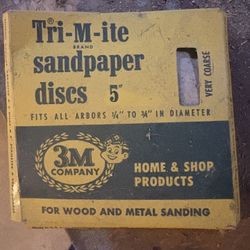 Tri-M-ite®
BRAND
sandpaper
discs 5"
VERY COARSE
FITS ALL ARBORS ¼" TO ¾" IN DIAMETER
3M
COMPANY
HOME & SHOP
PRODUCTS
FOR WOOD AND METAL SANDING